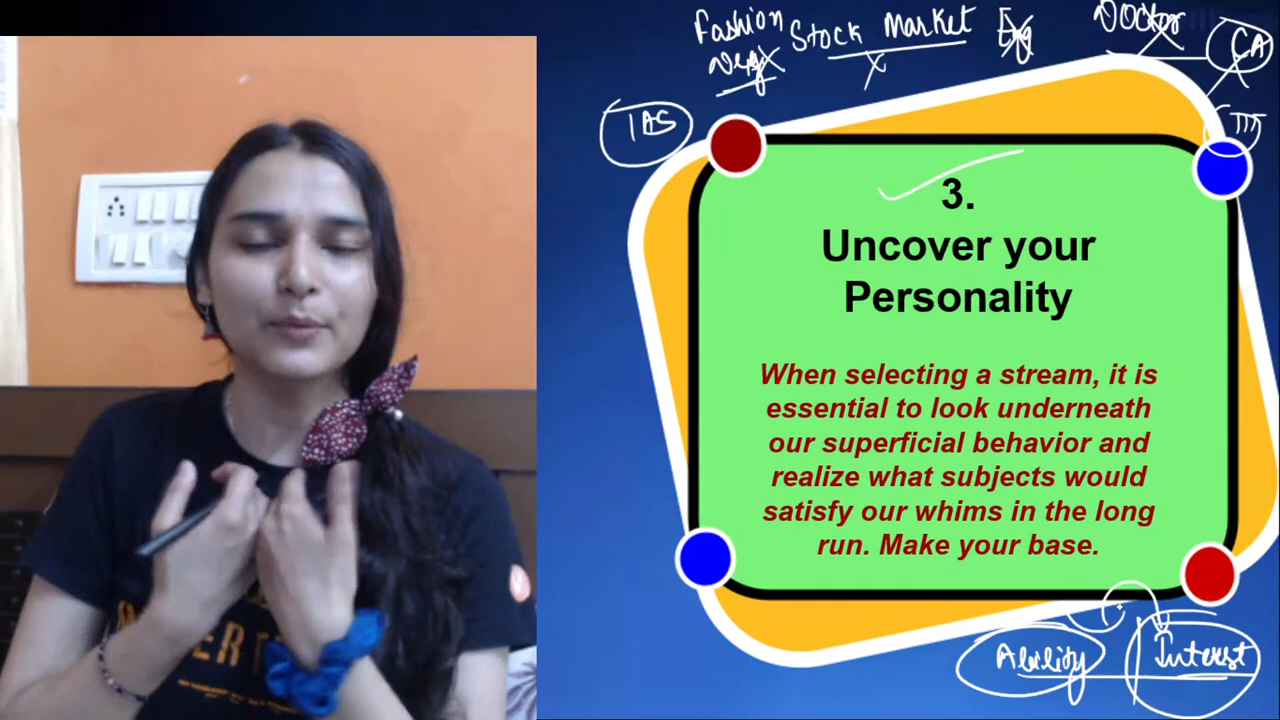 Fashion
Stock Market
Doctor
CA
IAS
3.
Uncover your
Personality
When selecting a stream, it is
essential to look underneath
our superficial behavior and
realize what subjects would
satisfy our whims in the long
run. Make your base.
Ability
Interest